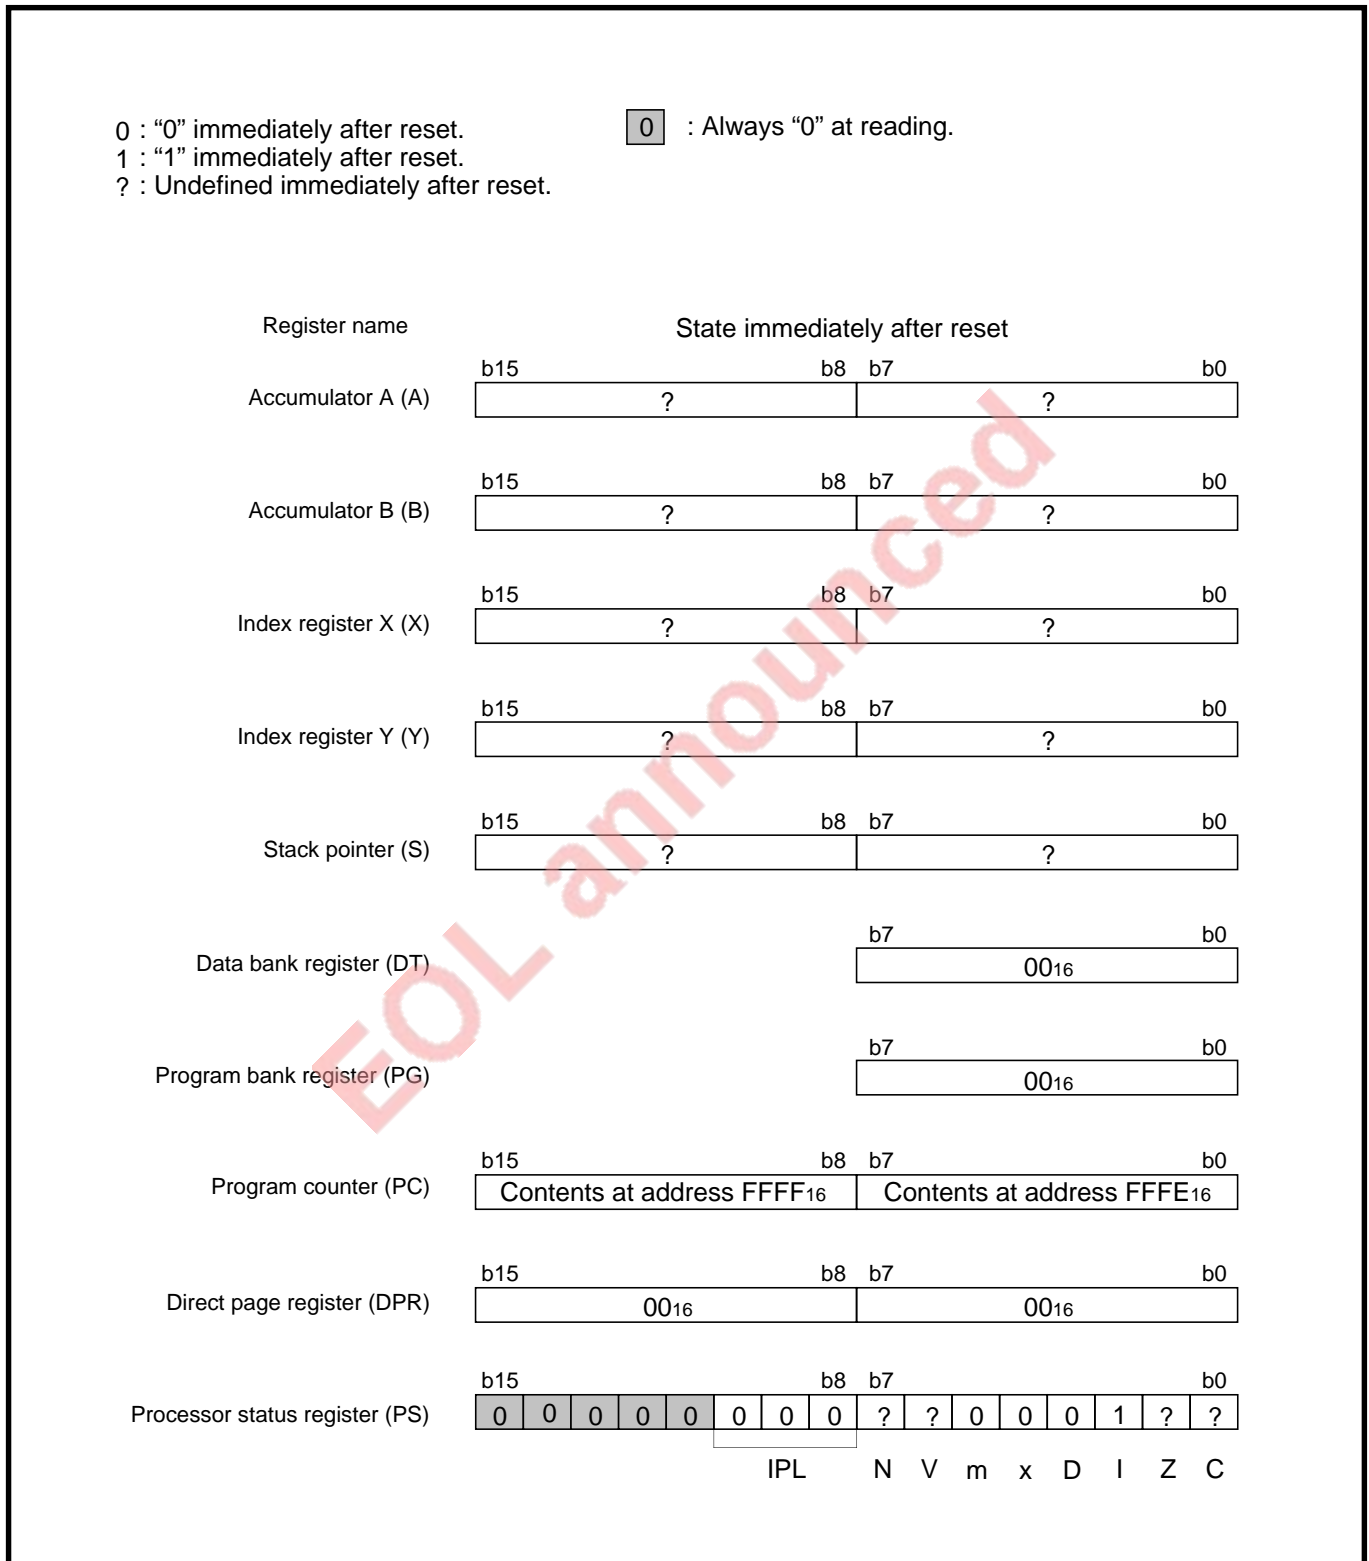 0 : “0” immediately after reset.
0 : Always “0” at reading.
1 : “1” immediately after reset.
? : Undefined immediately after reset.
Register name State immediately after reset
b15 b8 b7 b0
Accumulator A (A) ? ?
b15 b8 b7 b0
Accumulator B (B) ? ?
b15 b8 b7 b0
Index register X (X) ? ?
b15 b8 b7 b0
Index register Y (Y) ? ?
b15 b8 b7 b0
Stack pointer (S) ? ?
b7 b0
Data bank register (DT) 0016
b7 b0
Program bank register (PG) 0016
b15 b8 b7 b0
Program counter (PC) Contents at address FFFF16 Contents at address FFFE16
b15 b8 b7 b0
Direct page register (DPR) 0016 0016
b15 b8 b7 b0
Processor status register (PS) 0 0 0 0 0 0 0 0 ? ? 0 0 0 1 ? ?
IPL N V m x D I Z C
EOL announced